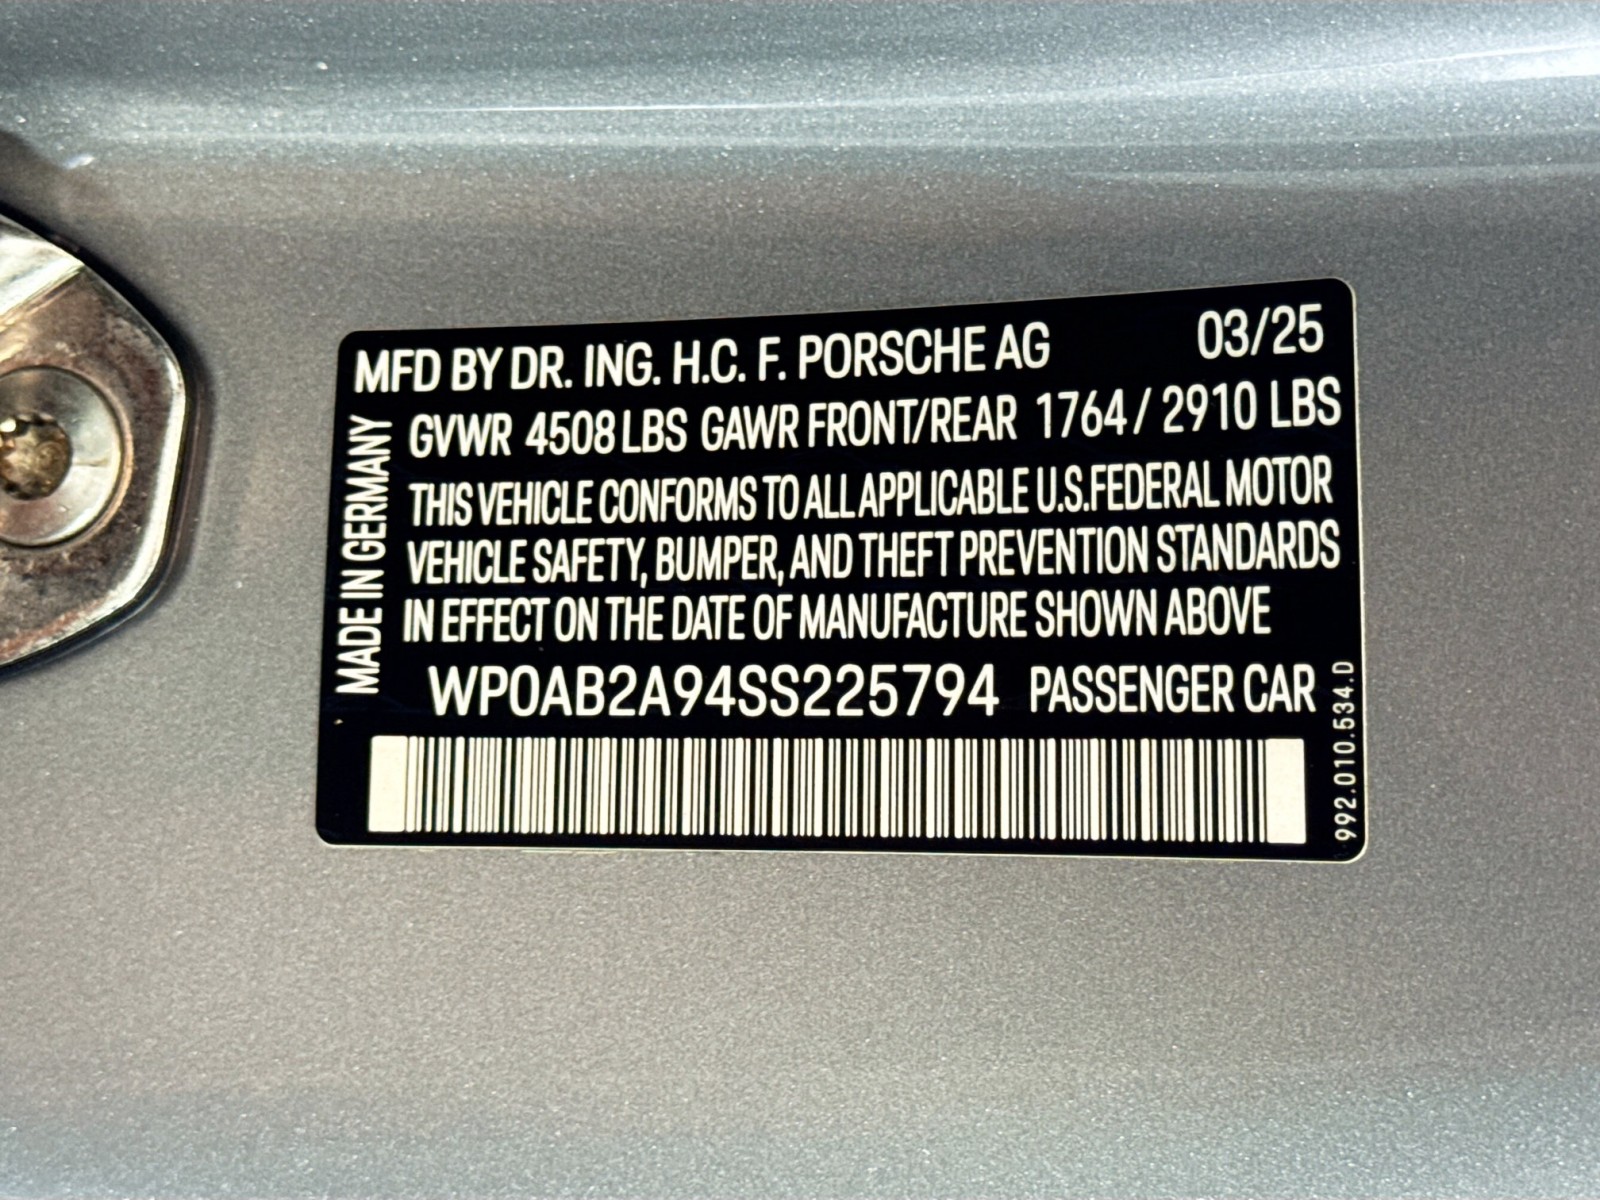 MFD BY DR. ING. H.C. F. PORSCHE AG 03/25
GVWR 4508 LBS GAWR FRONT/REAR 1764 / 2910 LBS
THIS VEHICLE CONFORMS TO ALL APPLICABLE U.S. FEDERAL MOTOR
VEHICLE SAFETY, BUMPER, AND THEFT PREVENTION STANDARDS
IN EFFECT ON THE DATE OF MANUFACTURE SHOWN ABOVE
WP0AB2A94SS225794 PASSENGER CAR
MADE IN GERMANY
992.010.534.D